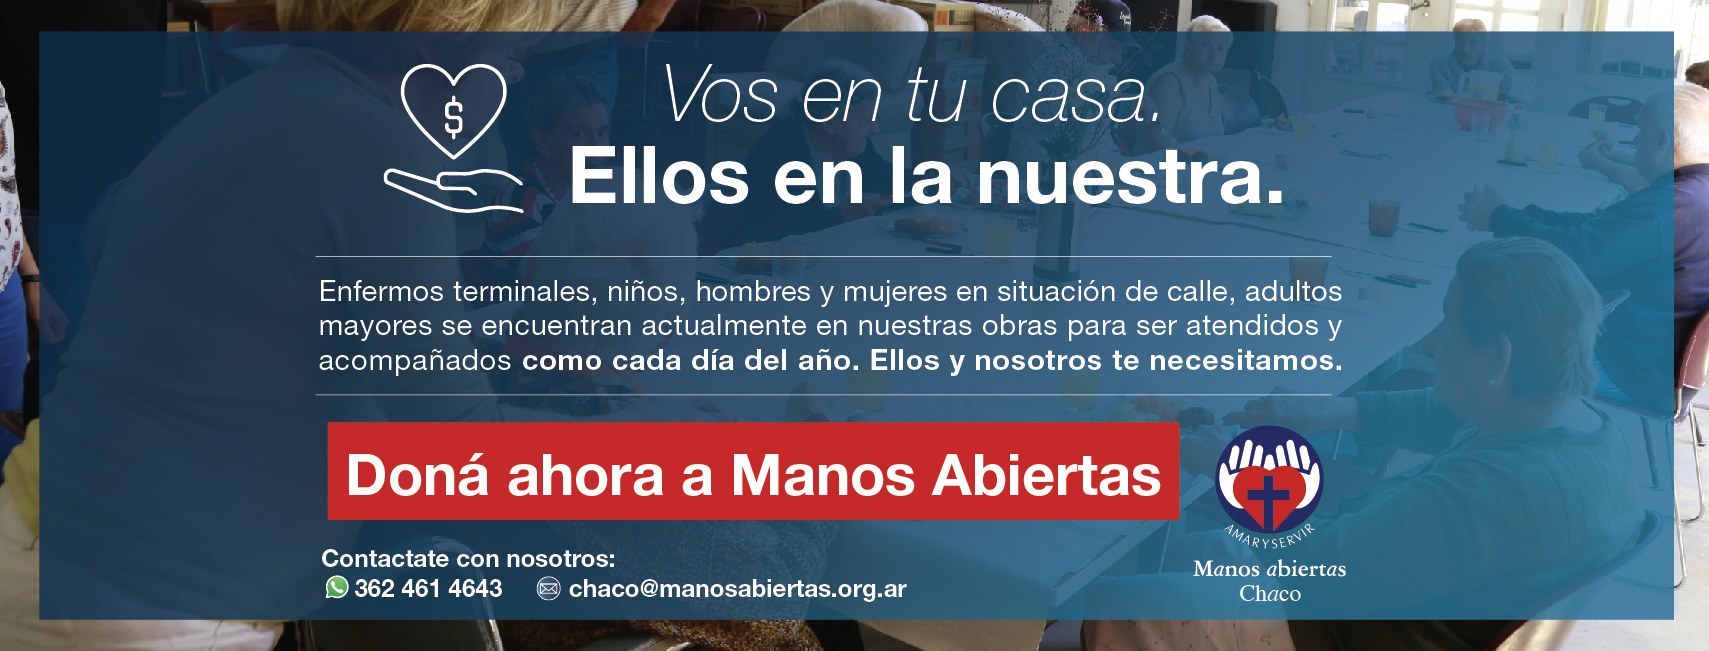 Vos en tu casa.
Ellos en la nuestra.
Enfermos terminales, niños, hombres y mujeres en situación de calle, adultos
mayores se encuentran actualmente en nuestras obras para ser atendidos y
acompañados como cada día del año. Ellos y nosotros te necesitamos.
Doná ahora a Manos Abiertas
Contactate con nosotros:
362 461 4643 chaco@manosabiertas.org.ar
AMAR Y SERVIR
Manos abiertas
Chaco